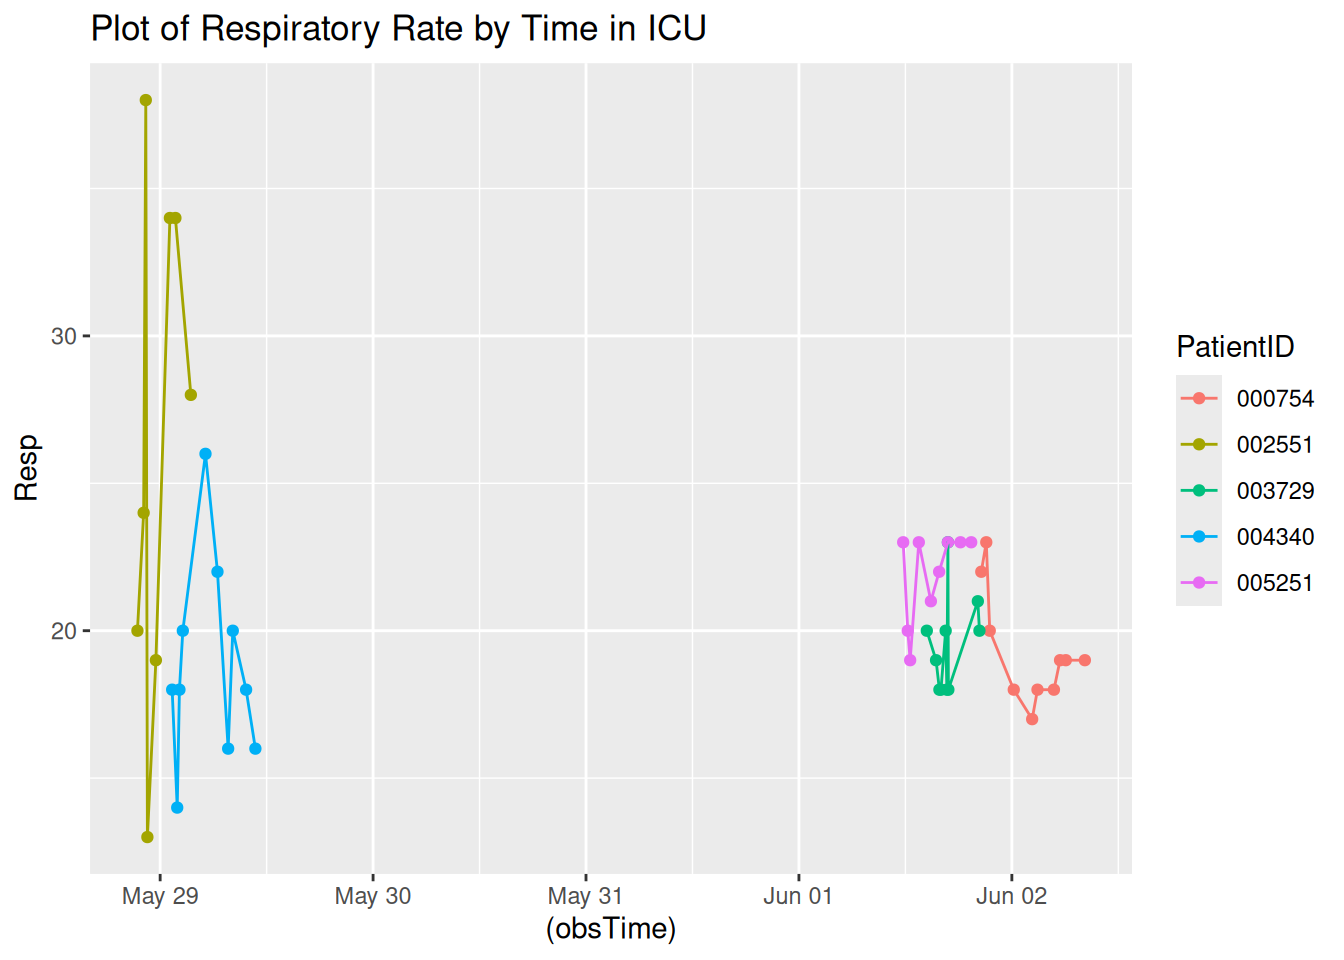 Plot of Respiratory Rate by Time in ICU
Resp
30
20
May 29
May 30
May 31
Jun 01
Jun 02
(obsTime)
PatientID
000754
002551
003729
004340
005251